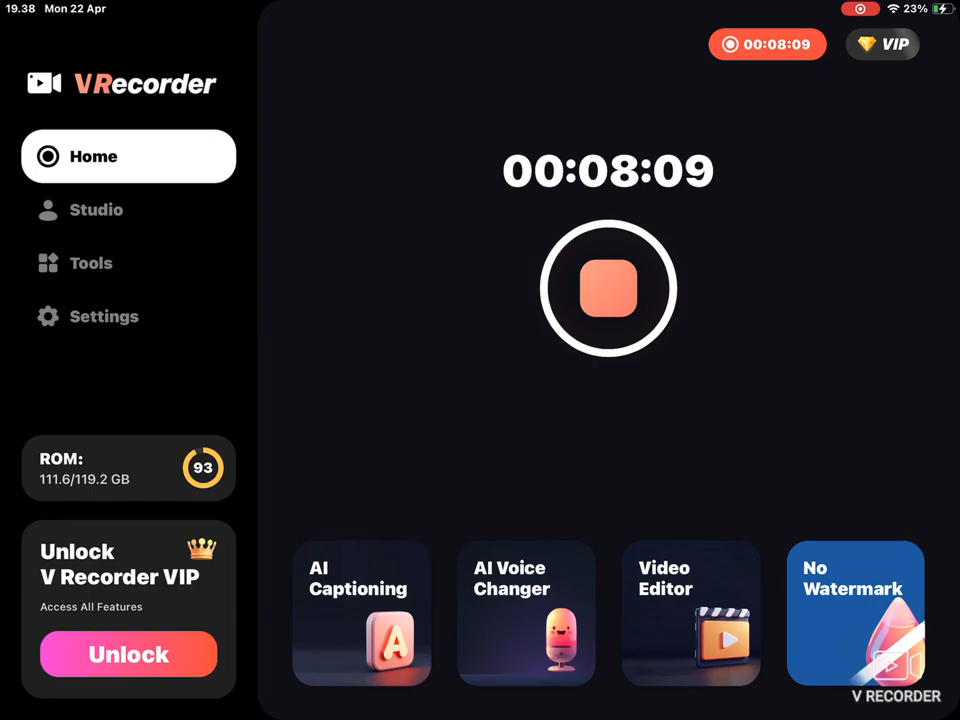 19.38 Mon 22 Apr
23%
00:08:09
VIP
VRecorder
Home
Studio
Tools
Settings
00:08:09
ROM:
111.6/119.2 GB
93
Unlock
V Recorder VIP
Access All Features
Unlock
AI
Captioning
A
AI Voice
Changer
Video
Editor
No
Watermark
V RECORDER